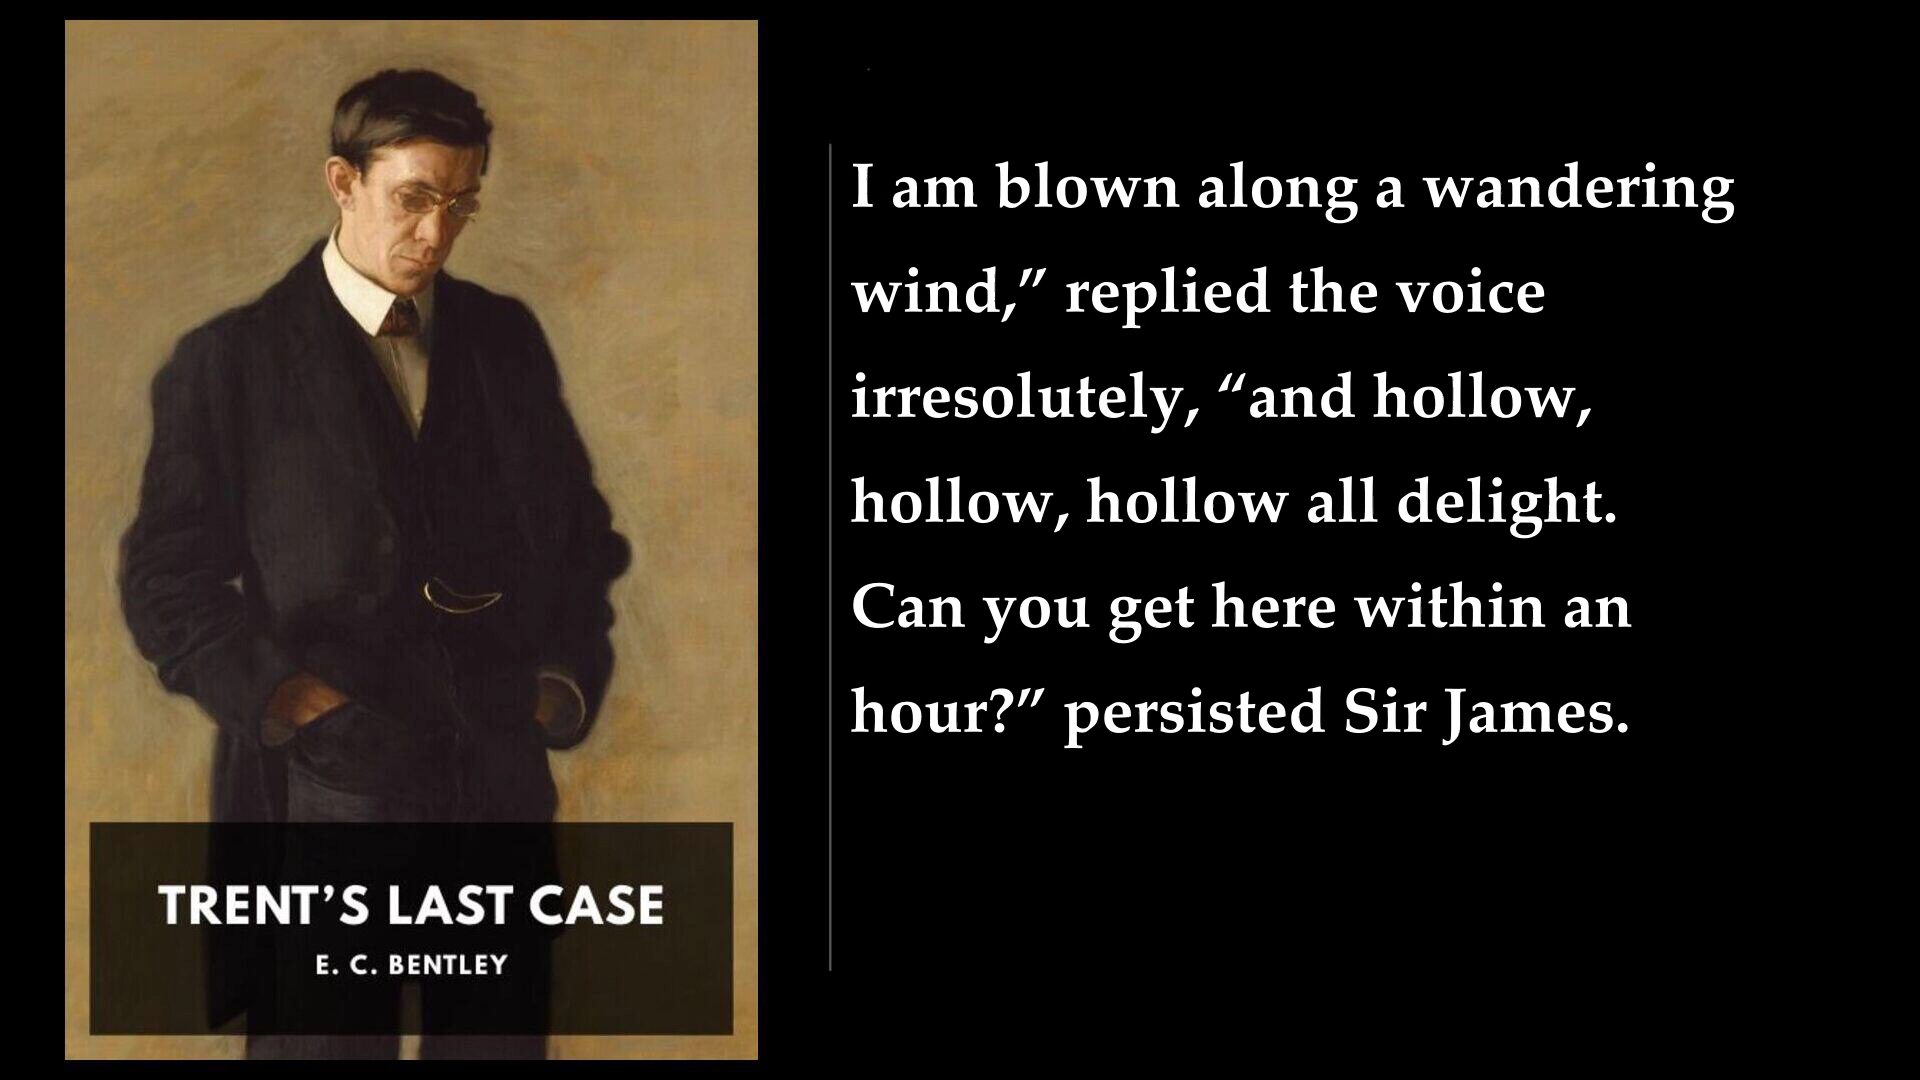 I am blown along a wandering
wind,” replied the voice
irresolutely, “and hollow,
hollow, hollow all delight.
Can you get here within an
hour?” persisted Sir James.
TRENT’S LAST CASE
E. C. BENTLEY